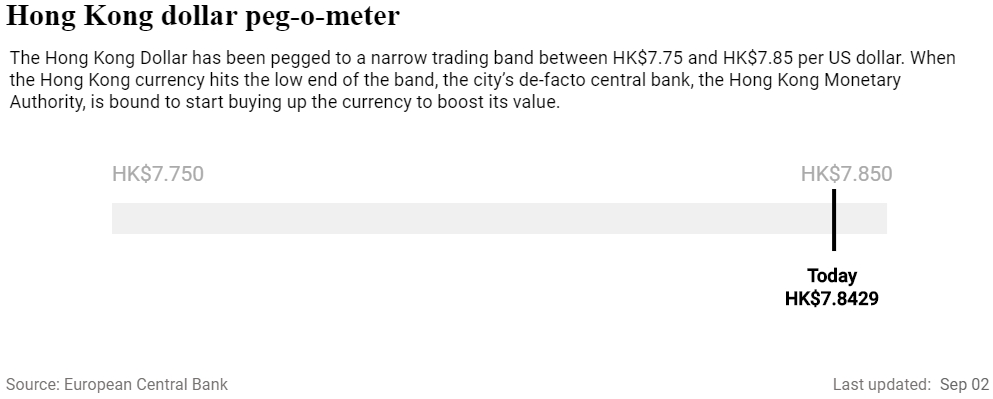 Hong Kong dollar peg-o-meter
The Hong Kong Dollar has been pegged to a narrow trading band between HK$7.75 and HK$7.85 per US dollar. When
the Hong Kong currency hits the low end of the band, the city's de-facto central bank, the Hong Kong Monetary
Authority, is bound to start buying up the currency to boost its value.
HK$7.750 HK$7.850
Today
HK$7.8429
Source: European Central Bank Last updated: Sep 02